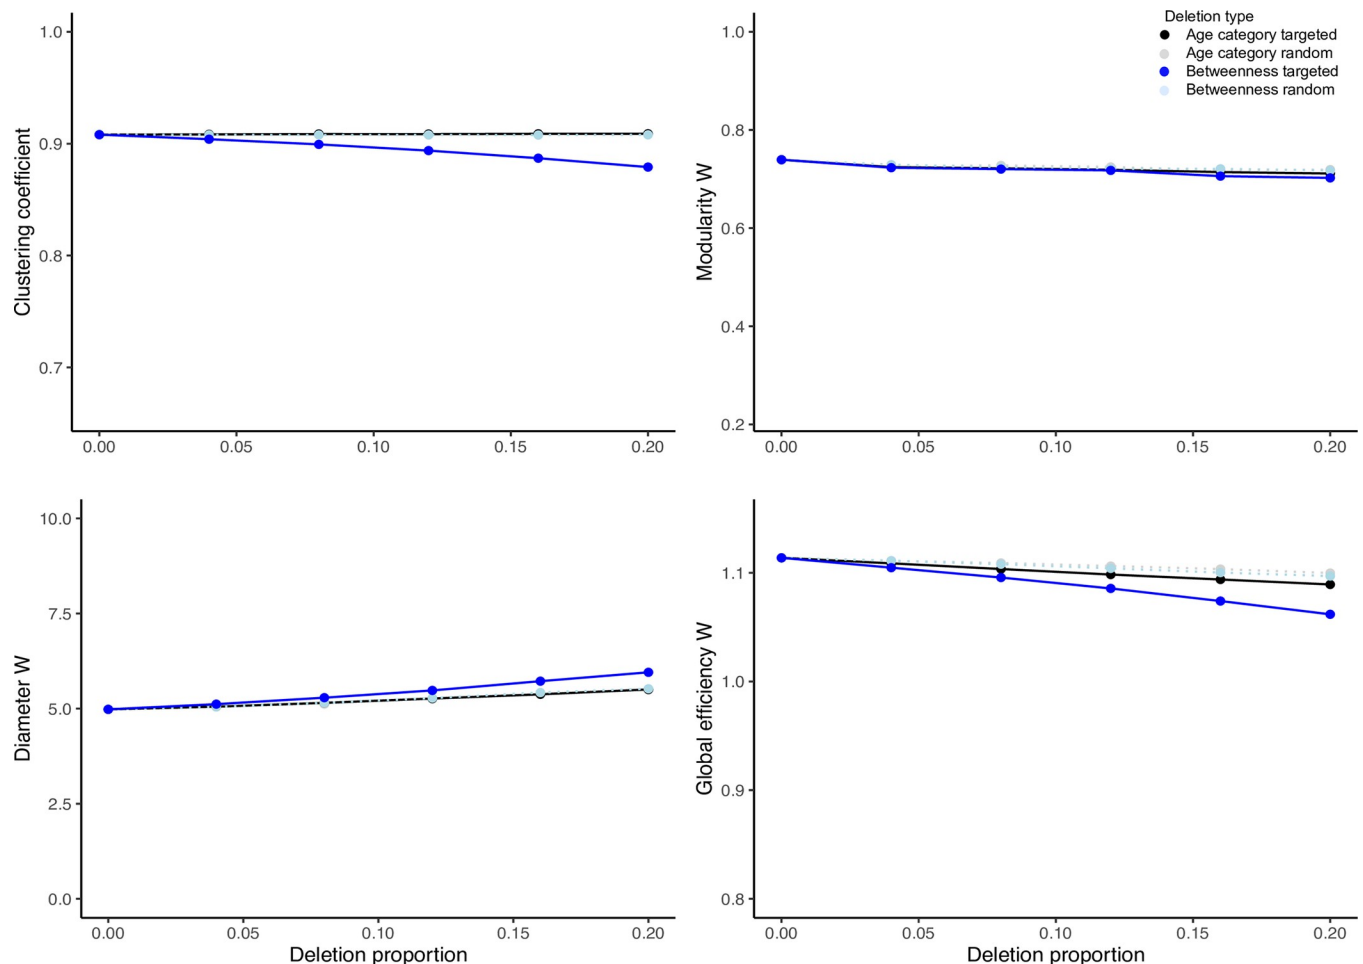 1.0
0.9
0.8
0.7
Clustering coefficient
0.00 0.05 0.10 0.15 0.20
1.0
0.8
0.6
0.4
0.2
Modularity W
0.00 0.05 0.10 0.15 0.20
Deletion type
Age category targeted
Age category random
Betweenness targeted
Betweenness random
10.0
7.5
5.0
2.5
0.0
Diameter W
0.00 0.05 0.10 0.15 0.20
Deletion proportion
1.1
1.0
0.9
0.8
Global efficiency W
0.00 0.05 0.10 0.15 0.20
Deletion proportion